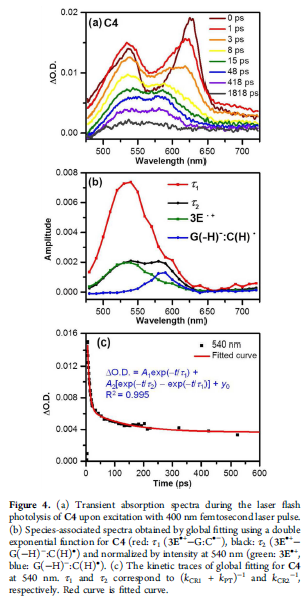 (a) C4
0 ps
1 ps
3 ps
8 ps
15 ps
48 ps
418 ps
1818 ps
ΔO.D.
0.02
0.01
0.00
500 550 600 625 700
Wavelength (nm)
(b)
τ1
τ2
3E·+
G(-H)-:C(H)·
Amplitude
0.008
0.006
0.004
0.002
0.000
500 550 600 650 700
Wavelength (nm)
(c)
540 nm
Fitted curve
ΔO.D. = A1exp(–t/τ1) +
A2[exp(–t/τ2) – exp(–t/τ1)] + y0
R2 = 0.995
ΔO.D.
0.016
0.012
0.008
0.004
0.000
0 100 200 300 400 500 600
Time (ps)
Figure 4. (a) Transient absorption spectra during the laser flash
photolysis of C4 upon excitation with 400 nm femtosecond laser pulse.
(b) Species-associated spectra obtained by global fitting using a double
exponential function for C4 (red: τ1 (3E•+–G:C•−), black: τ2 (3E•+–
G(−H)−:C(H)•) and normalized by intensity at 540 nm (green: 3E•+,
blue: G(−H)−:C(H)•). (c) The kinetic traces of global fitting for C4
at 540 nm. τ1 and τ2 correspond to (kCR1 + kPT)−1 and kCR2−1,
respectively. Red curve is fitted curve.